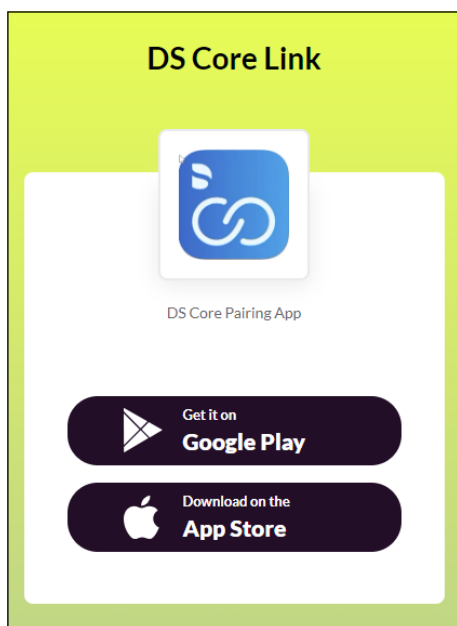 DS Core Link
DS Core Pairing App
Get it on
Google Play
Download on the
App Store